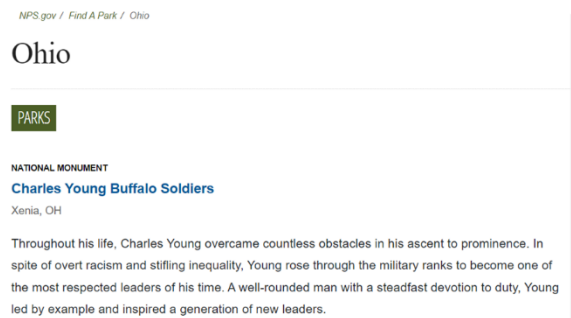 NPS.gov / Find A Park / Ohio
Ohio
PARKS
NATIONAL MONUMENT
Charles Young Buffalo Soldiers
Xenia, OH
Throughout his life, Charles Young overcame countless obstacles in his ascent to prominence. In
spite of overt racism and stifling inequality, Young rose through the military ranks to become one of
the most respected leaders of his time. A well-rounded man with a steadfast devotion to duty, Young
led by example and inspired a generation of new leaders.